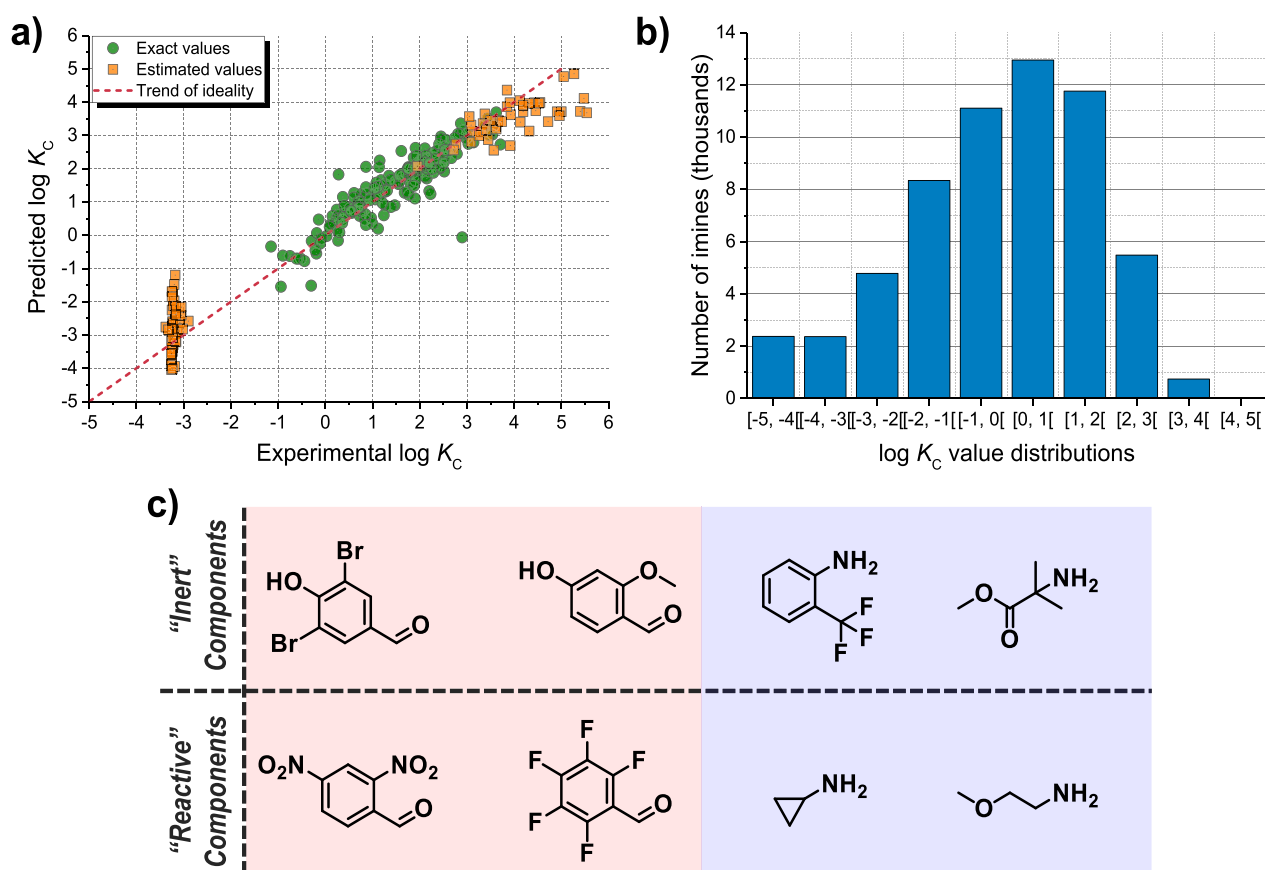 a)
Exact values
Estimated values
Trend of ideality
6
5
4
3
2
1
0
-1
-2
-3
-4
-5
Predicted log KC
-5 -4 -3 -2 -1 0 1 2 3 4 5 6
Experimental log KC
b)
14
12
10
8
6
4
2
0
Number of imines (thousands)
[-5, -4[ [-4, -3[ [-3, -2[ [-2, -1[ [-1, 0[ [0, 1[ [1, 2[ [2, 3[ [3, 4[ [4, 5[
log KC value distributions
c)
“Inert”
Components
Br
HO
Br
O
HO
O
O
NH2
F
F
F
O
O
NH2
“Reactive”
Components
O2N
NO2
O
F
F
F
F
F
O
NH2
O
NH2